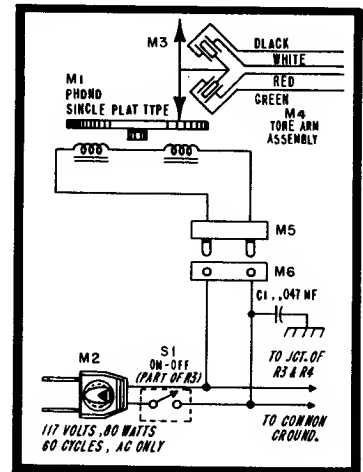 M3
DLACK
WHITE
RED
GREEN
M4
TONE ARM
ASSEMBLY
M1
PHONO
SINGLE PLAT TYPE
M5
M6
C1, .047 MF
S1
ON-OFF
(PART OF R3)
M2
TO JCT. OF
R3 & R4
TO COMMON
GROUND.
117 VOLTS, 80 WATTS
60 CYCLES, AC ONLY